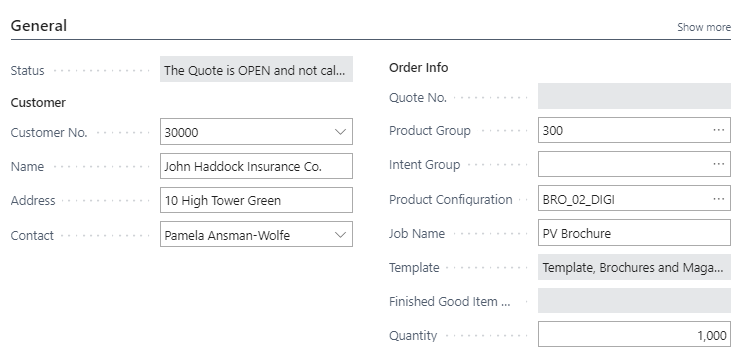 General
Show more
Status
The Quote is OPEN and not cal...
Customer
Customer No.
30000
Name
John Haddock Insurance Co.
Address
10 High Tower Green
Contact
Pamela Ansman-Wolfe
Order Info
Quote No.
Product Group
300
Intent Group
Product Configuration
BRO_02_DIGI
Job Name
PV Brochure
Template
Template, Brochures and Maga...
Finished Good Item ...
Quantity
1,000